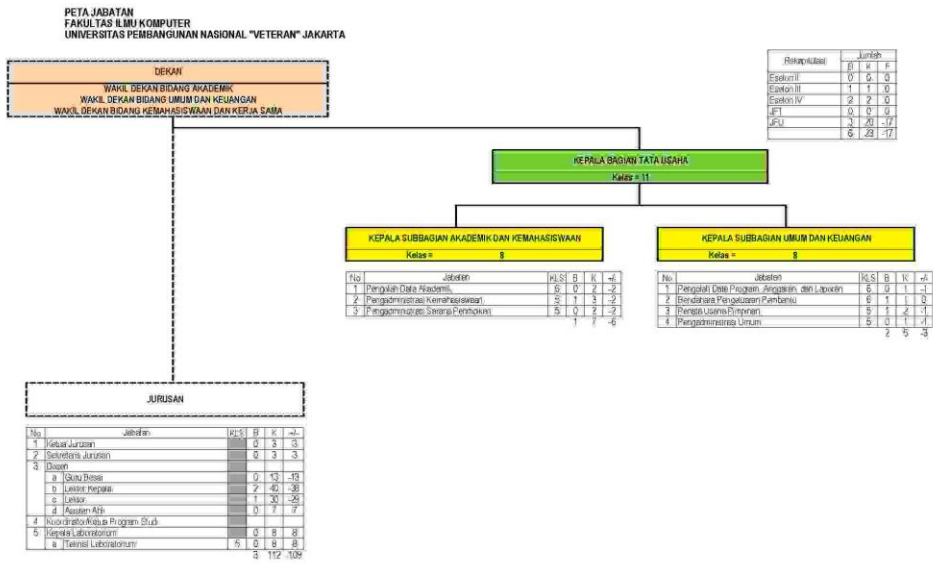 PETA JABATAN
FAKULTAS ILMU KOMPUTER
UNIVERSITAS PEMBANGUNAN NASIONAL "VETERAN" JAKARTA
DEKAN
WAKIL DEKAN BIDANG AKADEMIK
WAKIL DEKAN BIDANG UMUM DAN KEUANGAN
WAKIL DEKAN BIDANG KEMAHASISWAAN DAN KERJA SAMA
Rekapitulasi Jumlah
B K
Eselon II 0 0 0
Eselon III 1 1 0
Eselon IV 2 2 0
JFT 0 0 0
JFU 3 20 -17
6 23 -17
KEPALA BAGIAN TATA USAHA
Kelas = 11
KEPALA SUBBAGIAN AKADEMIK DAN KEMAHASISWAAN
Kelas = 8
No Jabatan KLS B K +/-
1 Pengolah Data Akademik 6 0 2 -2
2 Pengadministrasi Kemahasiswaan 5 1 3 -2
3 Pengadministrasi Sarana Pendidikan 5 0 2 -2
1 7 -6
KEPALA SUBBAGIAN UMUM DAN KEUANGAN
Kelas = 8
No Jabatan KLS B K +/-
1 Pengolah Data Program, Anggaran, dan Laporan 6 0 1 -1
2 Bendahara Pengeluaran Pembantu 6 1 1 0
3 Penata Usaha Pimpinan 5 1 2 -1
4 Pengadministrasi Umum 5 0 1 -1
2 5 -3
JURUSAN
No Jabatan KLS B K +/-
1 Ketua Jurusan 0 3 -3
2 Sekretaris Jurusan 0 3 -3
3 Dosen
a Guru Besar 0 13 -13
b Lektor Kepala 2 40 -38
c Lektor 1 30 -29
d Asisten Ahli 0 7 -7
4 Koordinator/Ketua Program Studi
5 Kepala Laboratorium 0 8 -8
a Teknisi Laboratorium 6 0 8 -8
3 112 -109